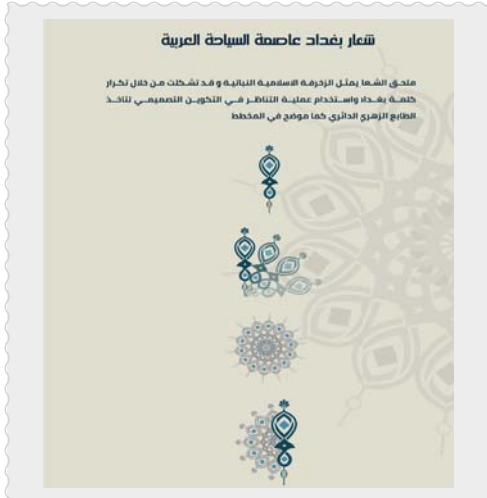 شعار بغداد عاصمة السياحة العربية
ملحق الشعا يمثل الزخرفة الاسلامية النباتية و قد تشكلت من خلال تكرار
كلمة بغداد واستخدام عملية التناظر في التكوين التصميمي لتاخذ
الطابع الزهري الدائري كما موضح في المخطط